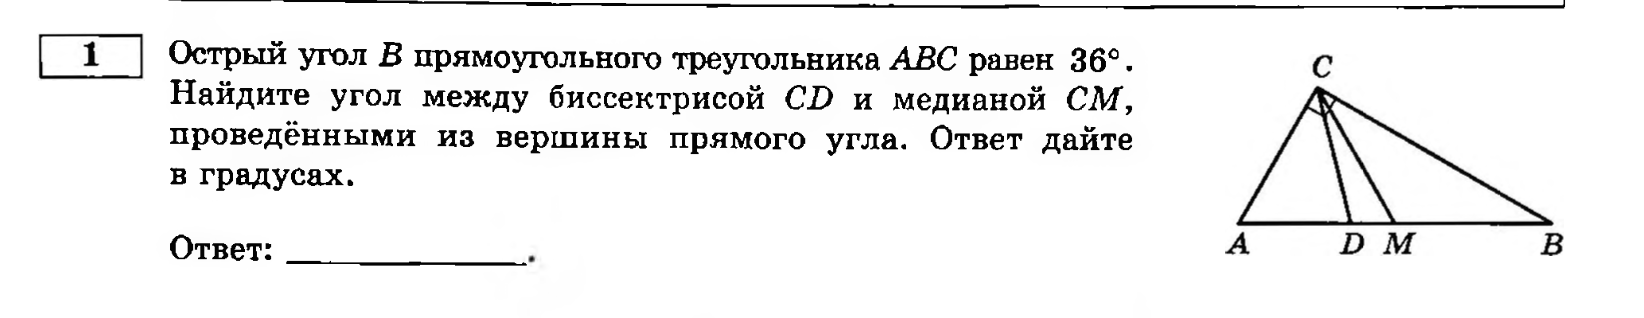 1
Острый угол B прямоугольного треугольника ABC равен 36°.
Найдите угол между биссектрисой CD и медианой CM,
проведёнными из вершины прямого угла. Ответ дайте
в градусах.
Ответ: ______________.
C
A D M B